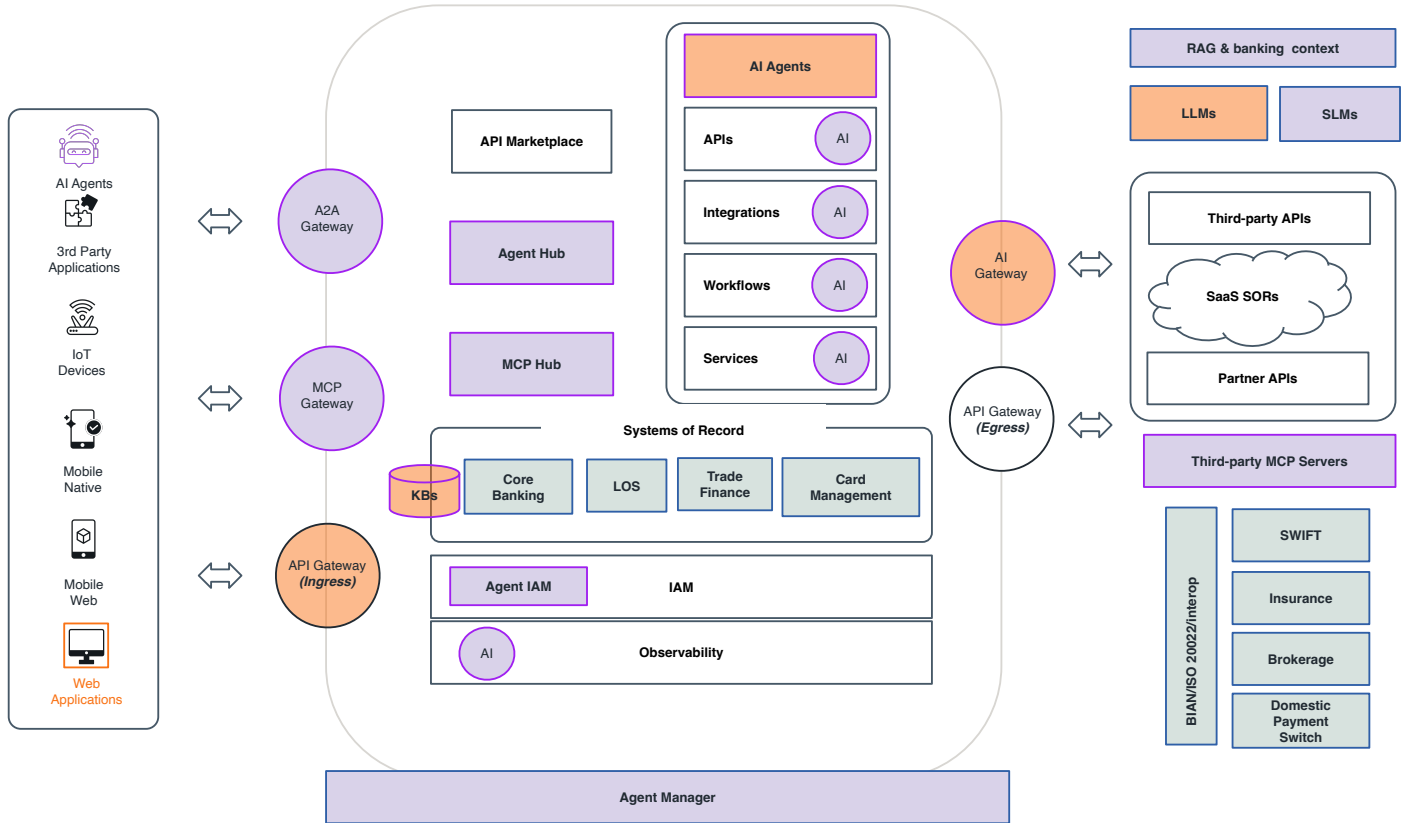 AI Agents
3rd Party
Applications
IoT
Devices
Mobile
Native
Mobile
Web
Web
Applications
A2A
Gateway
MCP
Gateway
API Gateway
(Ingress)
API Marketplace
Agent Hub
MCP Hub
AI Agents
APIs
AI
Integrations
AI
Workflows
AI
Services
AI
Systems of Record
KBs
Core
Banking
LOS
Trade
Finance
Card
Management
Agent IAM
IAM
AI
Observability
Agent Manager
AI
Gateway
API Gateway
(Egress)
RAG & banking context
LLMs
SLMs
Third-party APIs
SaaS SORs
Partner APIs
Third-party MCP Servers
BIAN/ISO 20022/interop
SWIFT
Insurance
Brokerage
Domestic
Payment
Switch